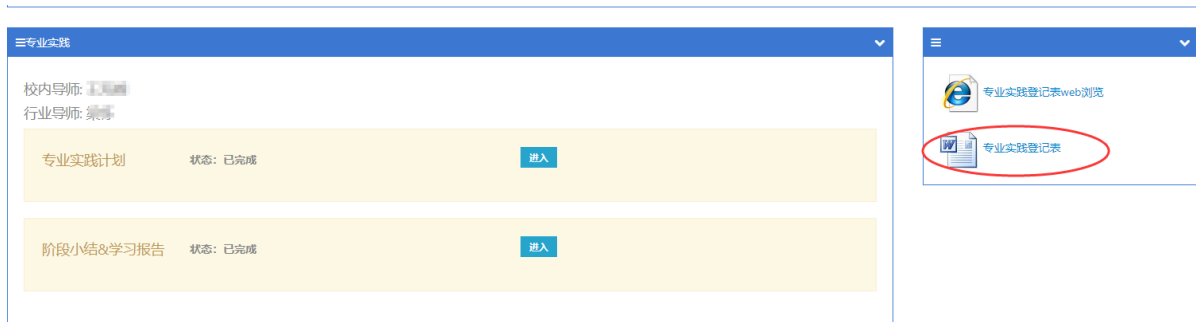 专业实践
校内导师:
行业导师:
专业实践计划 状态：已完成 进入
阶段小结&学习报告 状态：已完成 进入
专业实践登记表web浏览
专业实践登记表